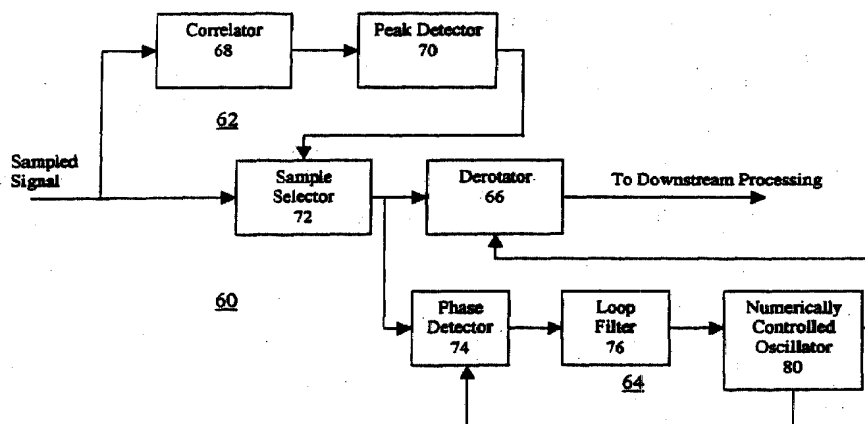 Correlator
68
Peak Detector
70
62
Sampled
Signal
Sample
Selector
72
Derotator
66
To Downstream Processing
60
Phase
Detector
74
Loop
Filter
76
Numerically
Controlled
Oscillator
80
64